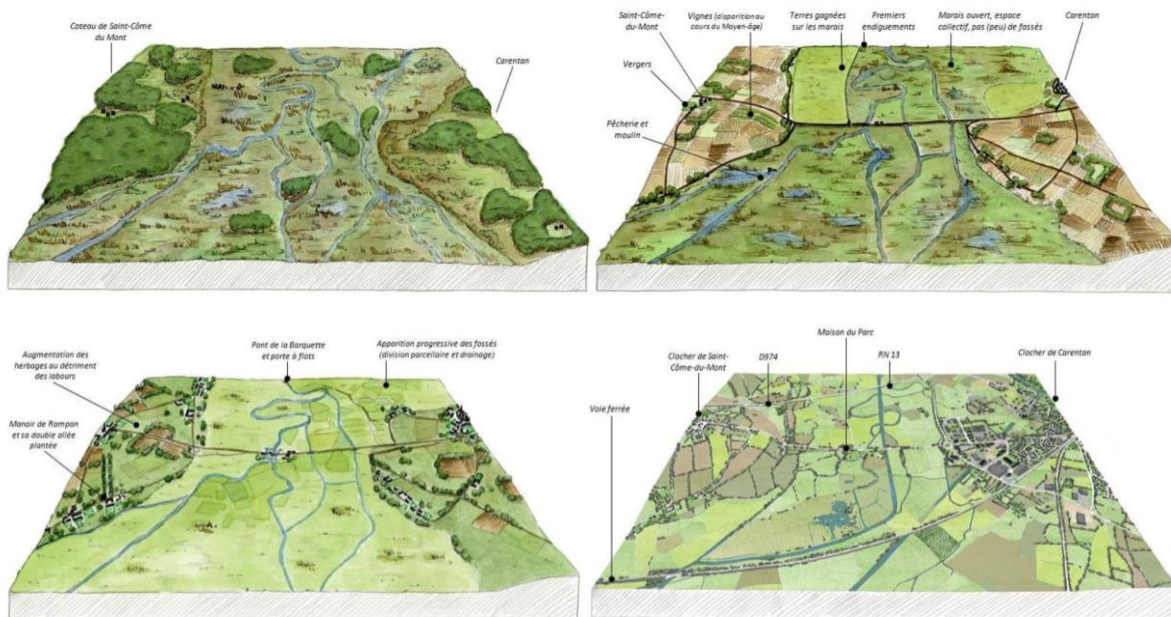 Coteau de Saint-Côme
du Mont
Carentan
Saint-Côme-
du-Mont
Vergers
Vignes (disparition au
cours du Moyen-âge)
Terres gagnées
sur les marais
Premiers
endiguements
Marais ouvert, espace
collectif, pas (peu) de fossés
Carentan
Pêcherie et
moulin
Augmentation des
herbages au détriment
des labours
Manoir de Rampan
et sa double allée
plantée
Pont de la Barquette
et porte à flots
Apparition progressive des fossés
(division parcellaire et drainage)
Voie ferrée
Clocher de Saint-
Côme-du-Mont
D974
Maison du Parc
RN 13
Clocher de Carentan